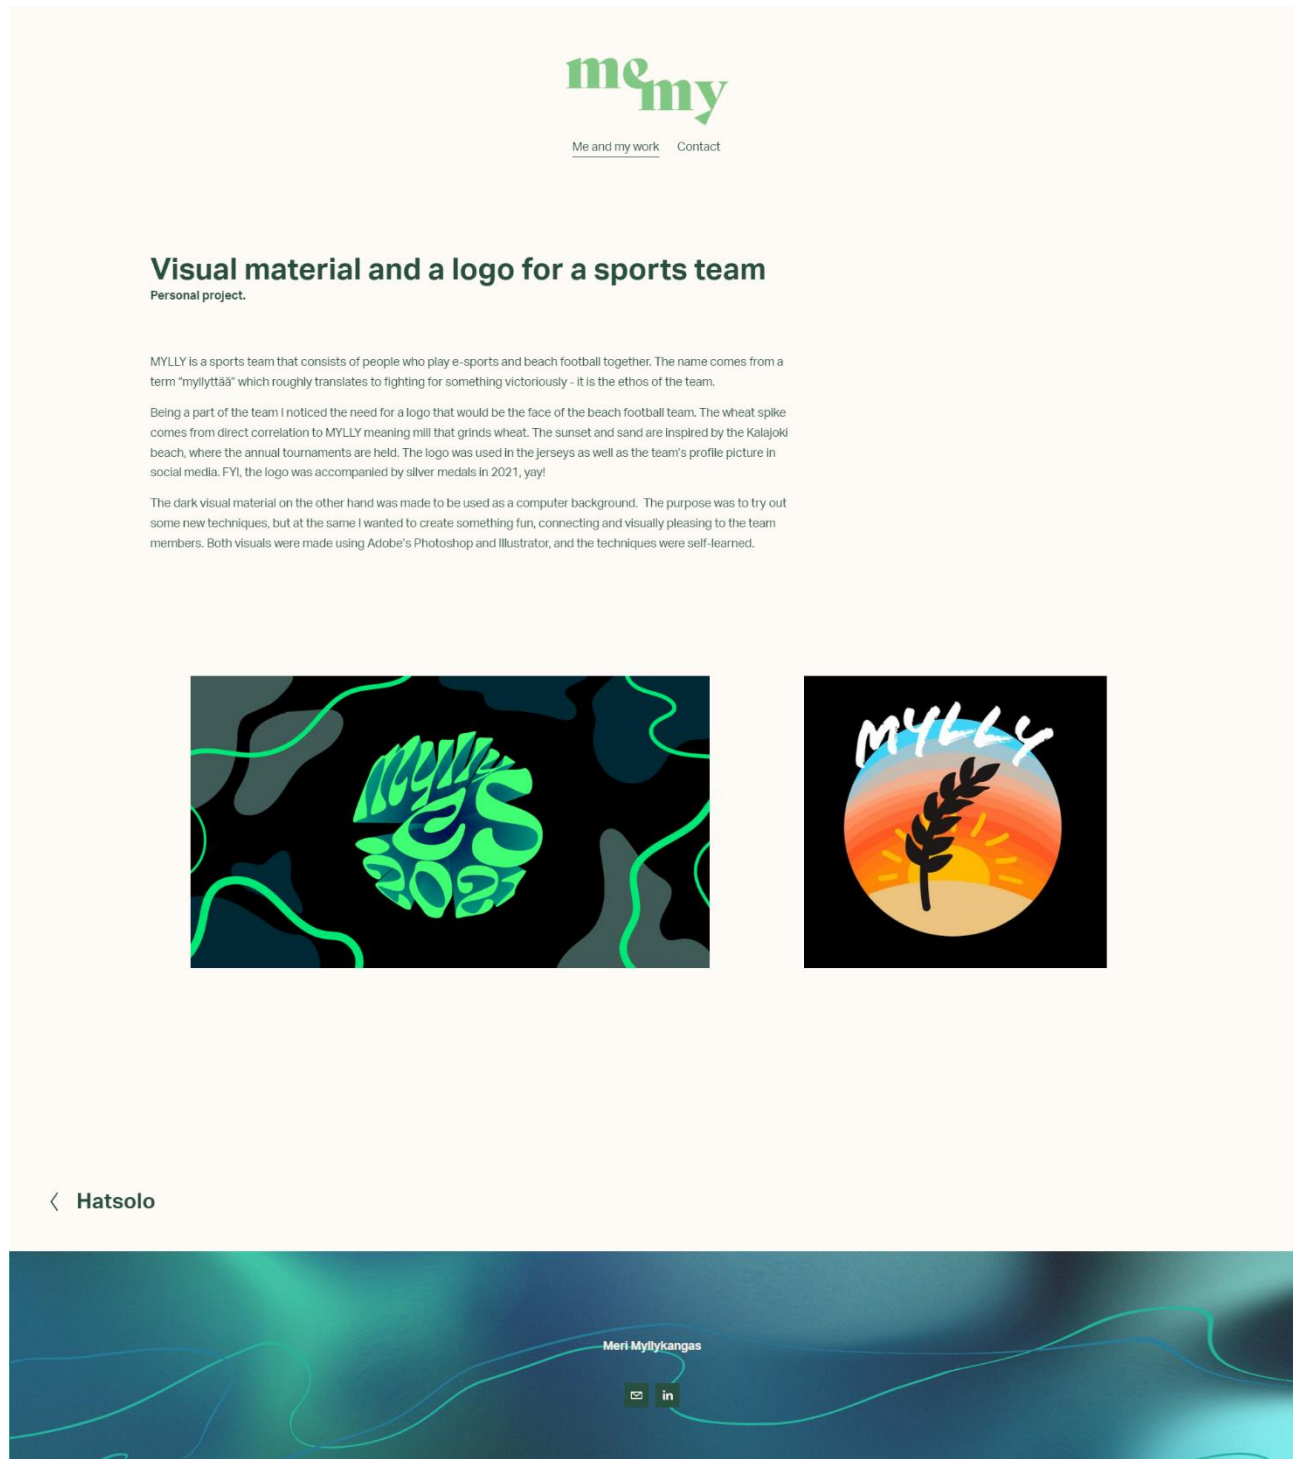 memy
Me and my work Contact
Visual material and a logo for a sports team
Personal project.
MYLLY is a sports team that consists of people who play e-sports and beach football together. The name comes from a
term “myllyttää” which roughly translates to fighting for something victoriously - it is the ethos of the team.
Being a part of the team I noticed the need for a logo that would be the face of the beach football team. The wheat spike
comes from direct correlation to MYLLY meaning mill that grinds wheat. The sunset and sand are inspired by the Kalajoki
beach, where the annual tournaments are held. The logo was used in the jerseys as well as the team’s profile picture in
social media. FYI, the logo was accompanied by silver medals in 2021, yay!
The dark visual material on the other hand was made to be used as a computer background.  The purpose was to try out
some new techniques, but at the same I wanted to create something fun, connecting and visually pleasing to the team
members. Both visuals were made using Adobe’s Photoshop and Illustrator, and the techniques were self-learned.
Mylly
eS
2021
MYLLY
Hatsolo
Meri Myllykangas
in